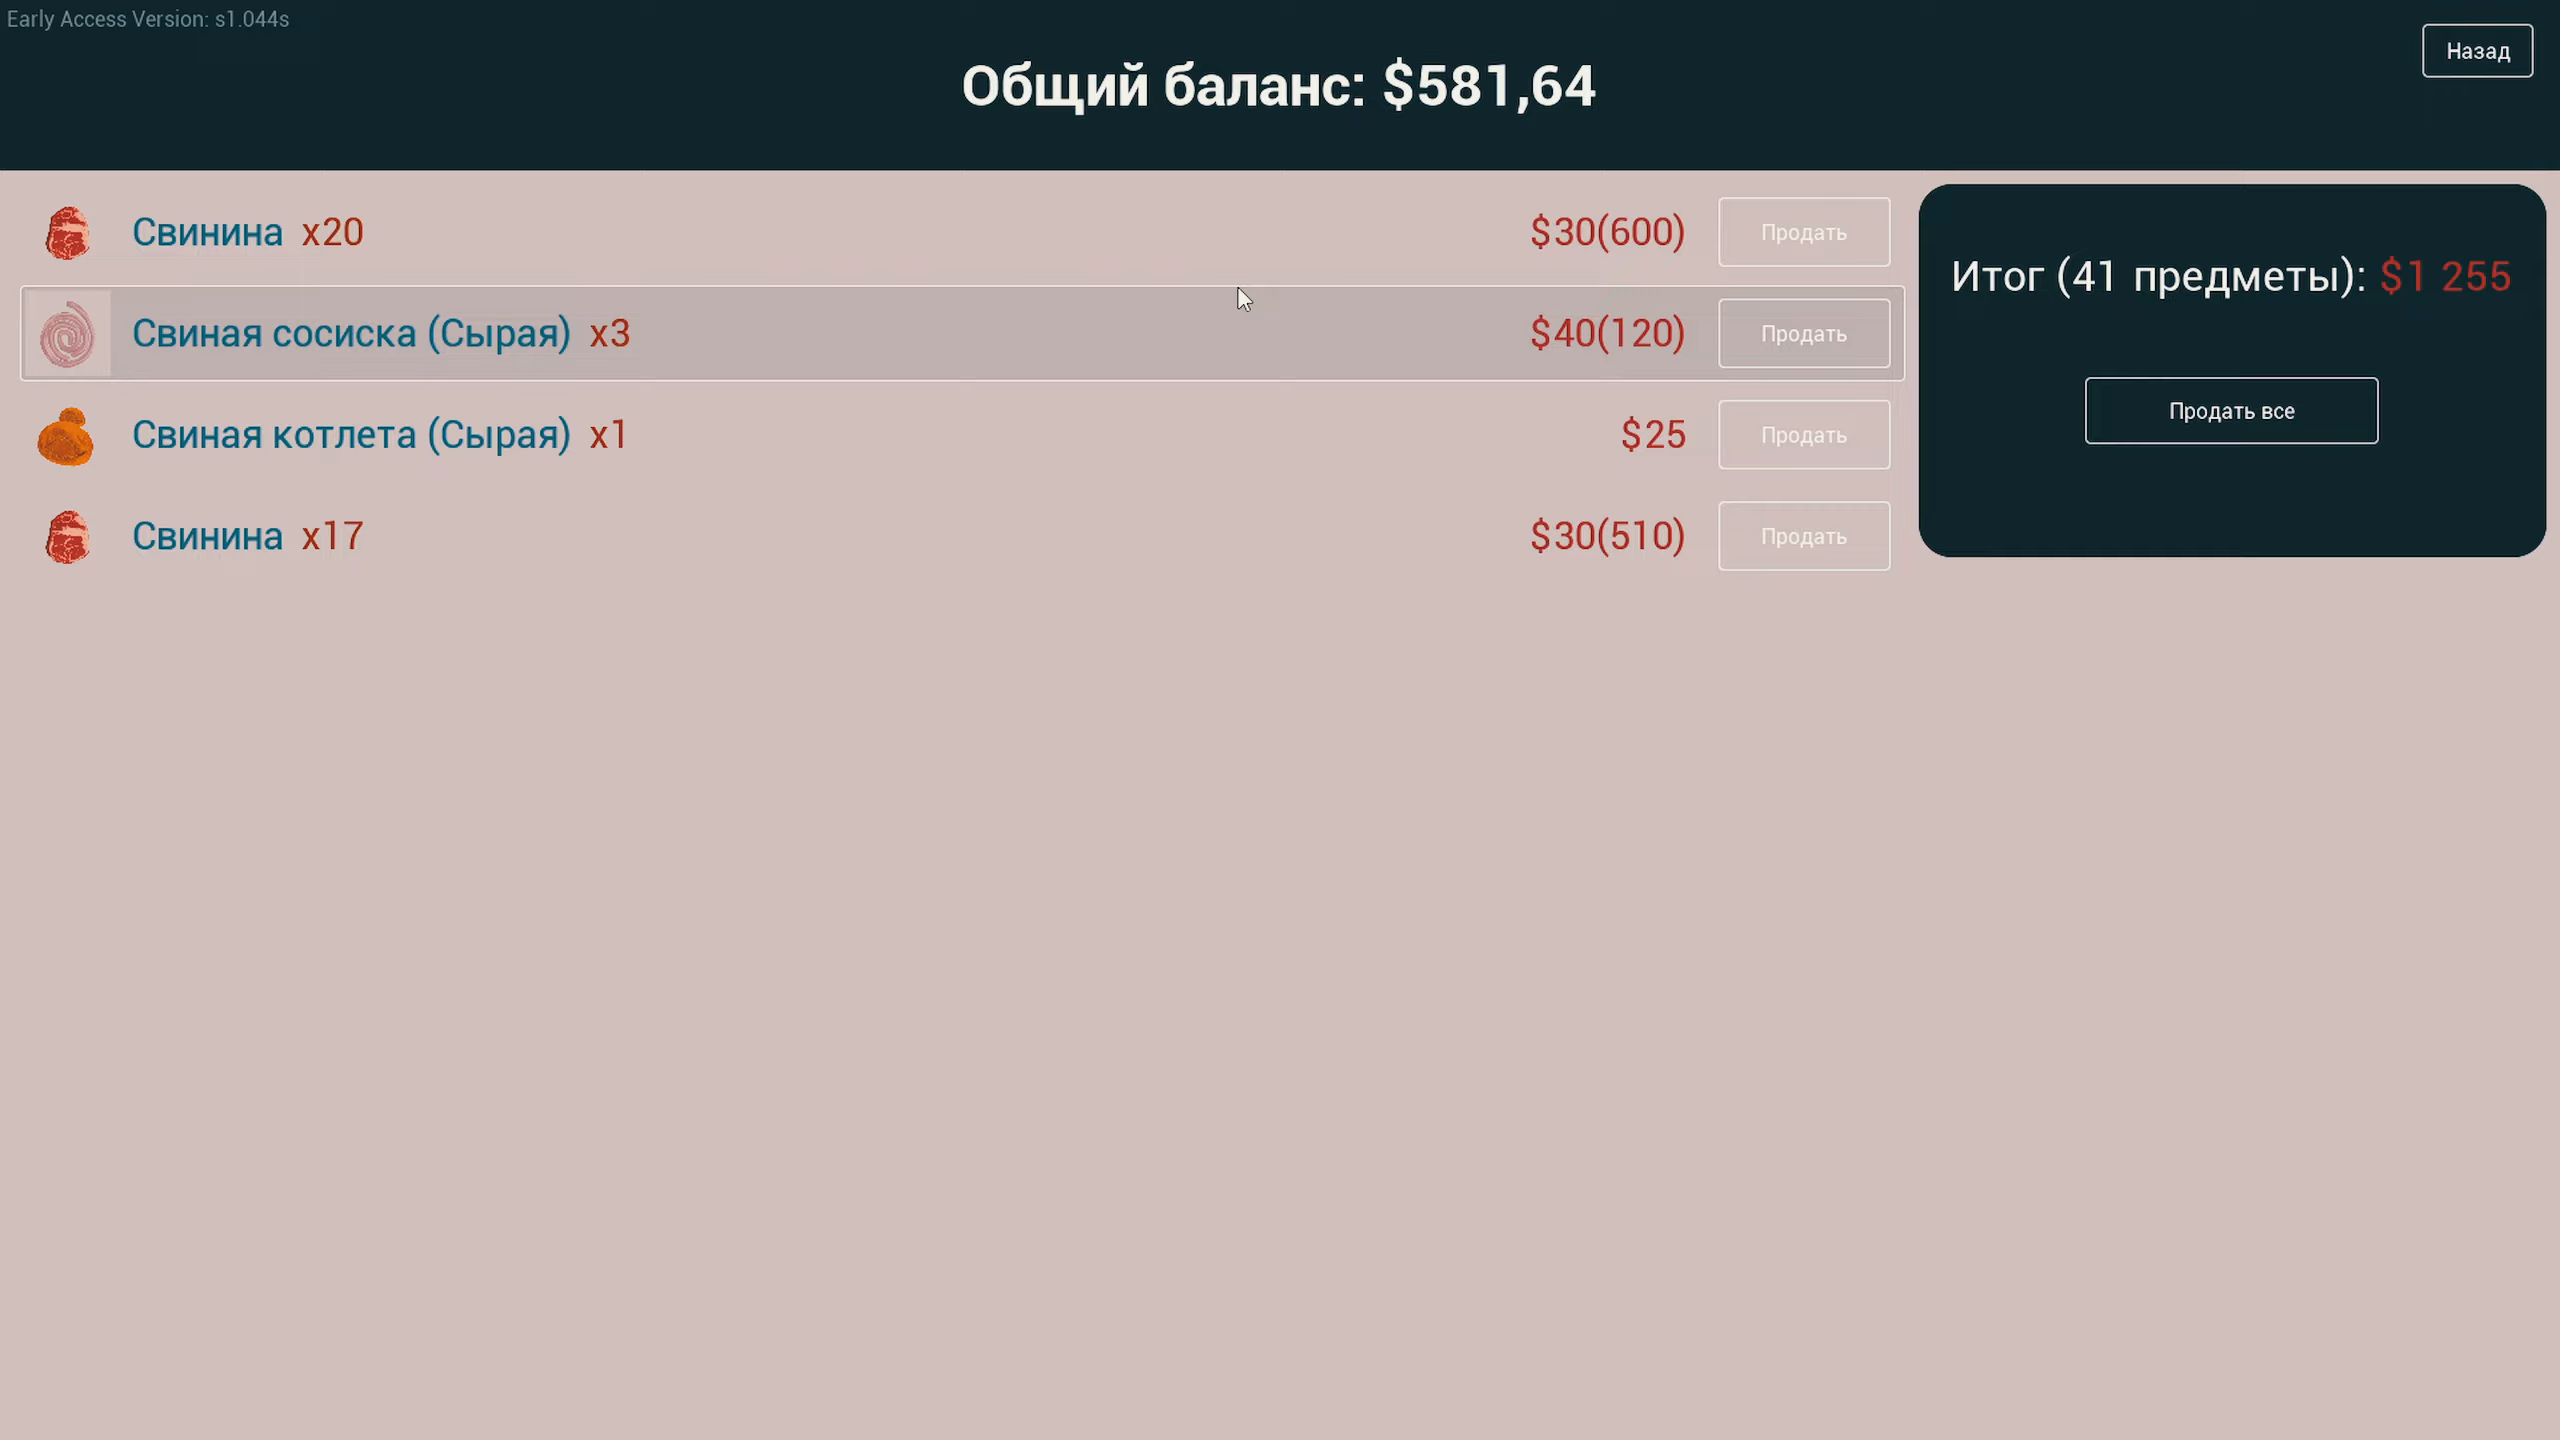 Early Access Version: s1.044s
Назад
Общий баланс: $581,64
Свинина x20 $30(600) Продать
Свиная сосиска (Сырая) x3 $40(120) Продать
Свиная котлета (Сырая) x1 $25 Продать
Свинина x17 $30(510) Продать
Итог (41 предметы): $1 255
Продать все